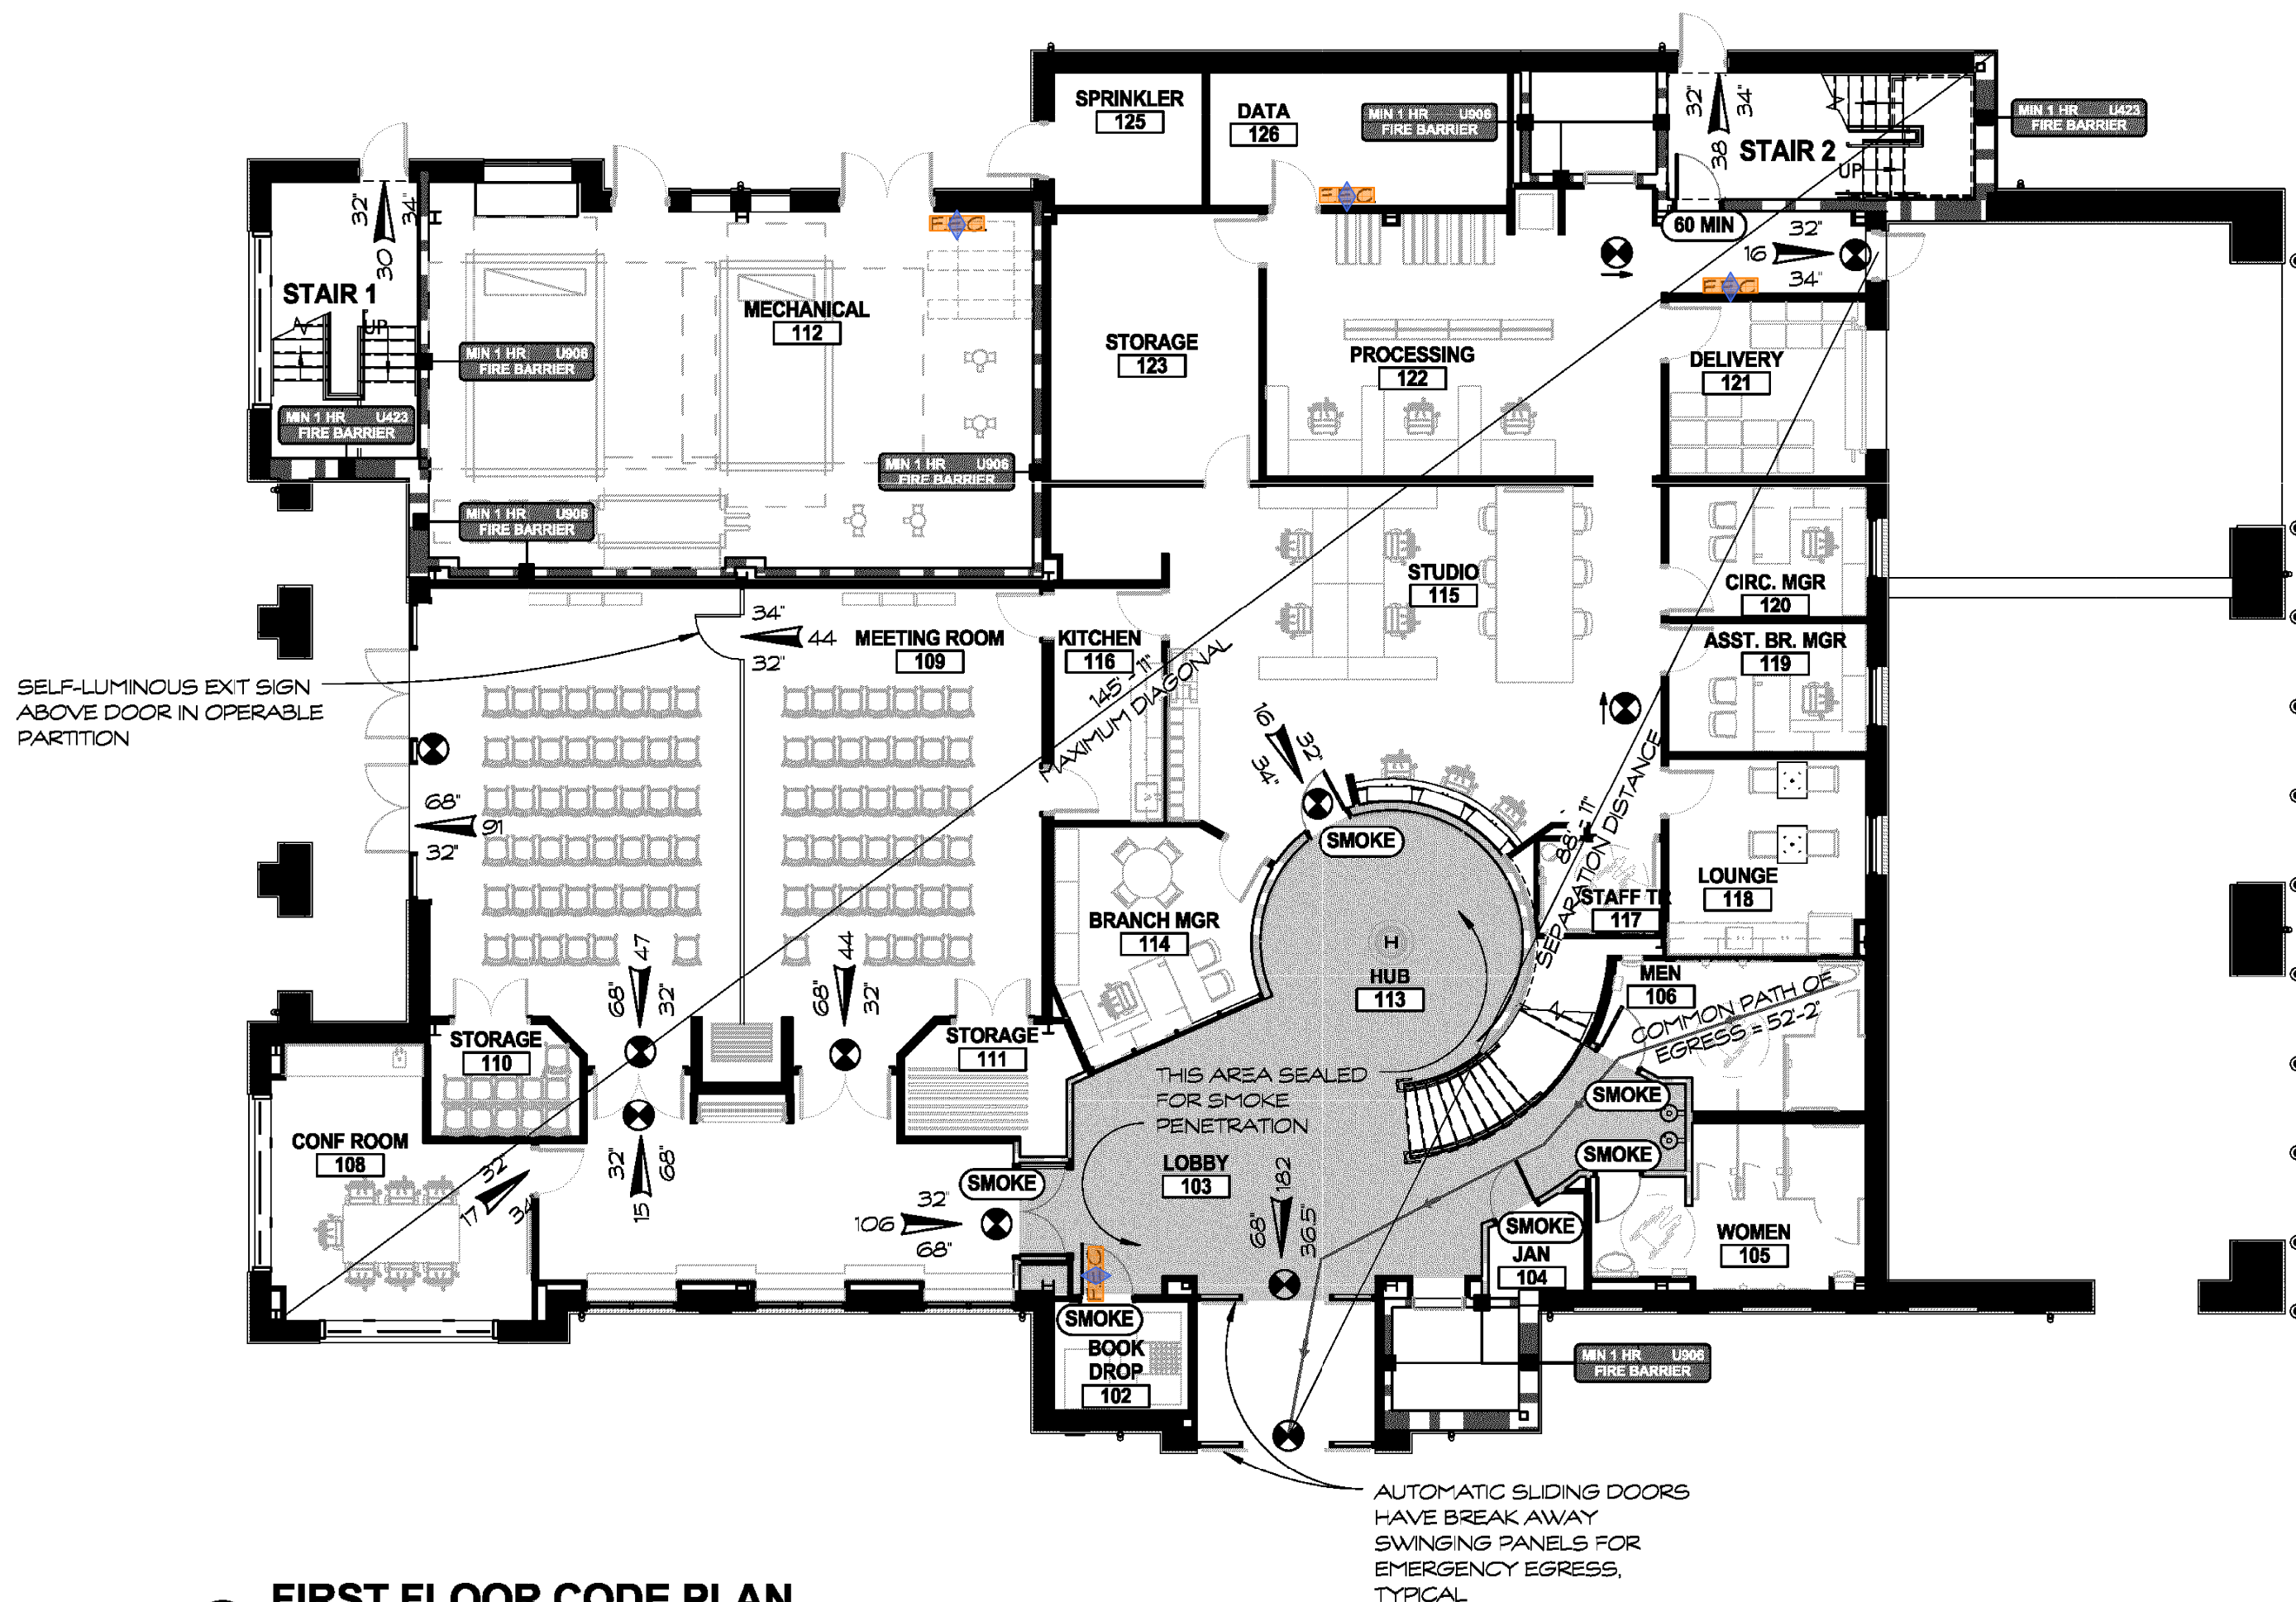 SPRINKLER
125
DATA
126
MIN 1 HR U906
FIRE BARRIER
32"
34"
38
STAIR 2
UP
MIN 1 HR U423
FIRE BARRIER
32"
34"
30
STAIR 1
UP
F.E.C.
F.E.C
60 MIN
32"
16
34"
F.E.C
MECHANICAL
112
STORAGE
123
PROCESSING
122
DELIVERY
121
MIN 1 HR U906
FIRE BARRIER
MIN 1 HR U423
FIRE BARRIER
MIN 1 HR U906
FIRE BARRIER
MIN 1 HR U906
FIRE BARRIER
STUDIO
115
CIRC. MGR
120
34"
44
32"
MEETING ROOM
109
KITCHEN
116
ASST. BR. MGR
119
SELF-LUMINOUS EXIT SIGN
ABOVE DOOR IN OPERABLE
PARTITION
145' - 11"
MAXIMUM DIAGONAL
16
32"
34"
88' - 11"
SEPARATION DISTANCE
68"
91
32"
SMOKE
LOUNGE
118
STAFF TR
117
BRANCH MGR
114
H
HUB
113
MEN
106
COMMON PATH OF
EGRESS = 52'-2"
47
68"
32"
44
68"
32"
STORAGE
110
STORAGE
111
THIS AREA SEALED
FOR SMOKE
PENETRATION
SMOKE
SMOKE
CONF ROOM
108
32"
17
34
32"
68"
15
SMOKE
LOBBY
103
182
68"
36.5"
32"
106
68"
SMOKE
JAN
104
WOMEN
105
F.E.C
SMOKE
BOOK
DROP
102
MIN 1 HR U906
FIRE BARRIER
AUTOMATIC SLIDING DOORS
HAVE BREAK AWAY
SWINGING PANELS FOR
EMERGENCY EGRESS,
TYPICAL
FIRST FLOOR CODE PLAN